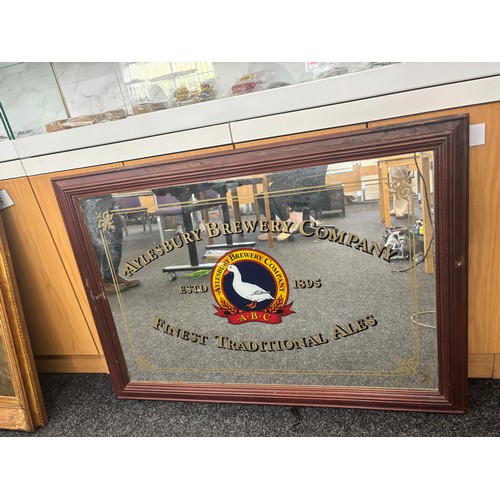 AYLESBURY BREWERY COMPANY
AYLESBURY BREWERY COMPANY
ESTD 1895
A·B·C
FINEST TRADITIONAL ALES